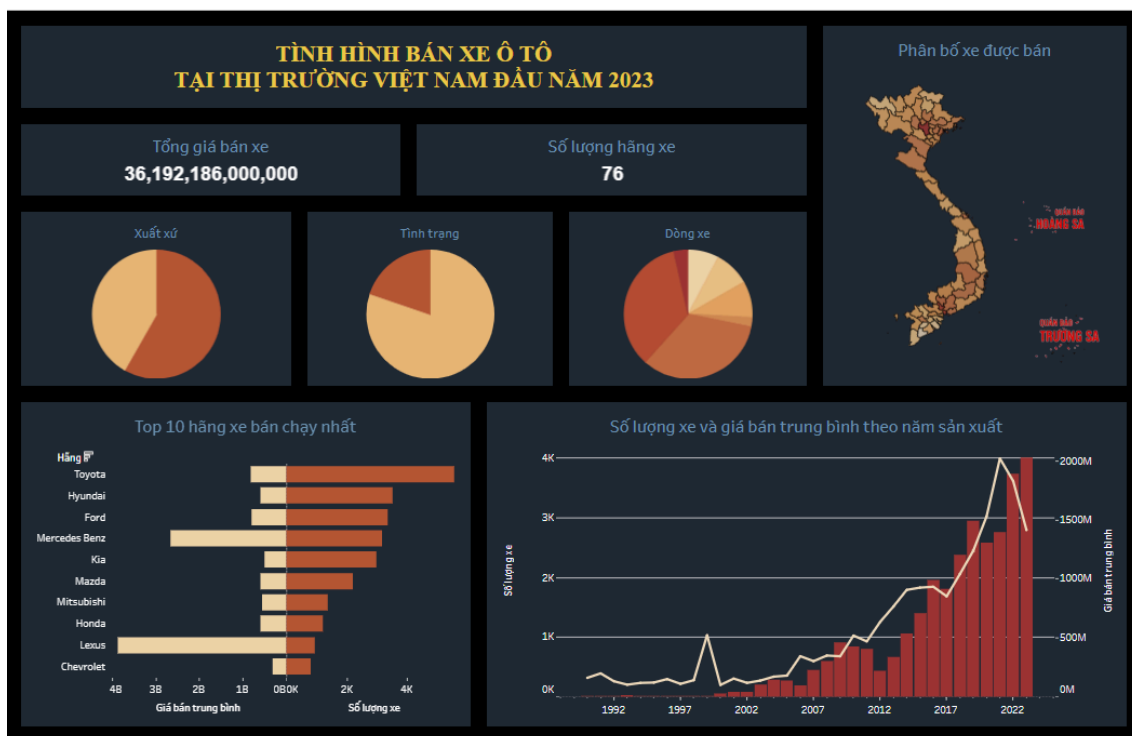 TÌNH HÌNH BÁN XE Ô TÔ
TẠI THỊ TRƯỜNG VIỆT NAM ĐẦU NĂM 2023
Phân bố xe được bán
Tổng giá bán xe
36,192,186,000,000
Số lượng hãng xe
76
Xuất xứ
Tình trạng
Dòng xe
QUẦN ĐẢO
HOÀNG SA
QUẦN ĐẢO
TRƯỜNG SA
Top 10 hãng xe bán chạy nhất
Hãng
Toyota
Hyundai
Ford
Mercedes Benz
Kia
Mazda
Mitsubishi
Honda
Lexus
Chevrolet
4B 3B 2B 1B 0B 0K 2K 4K
Giá bán trung bình Số lượng xe
Số lượng xe và giá bán trung bình theo năm sản xuất
4K
3K
2K
1K
0K
Số lượng xe
2000M
1500M
1000M
500M
0M
Giá bán trung bình
1992 1997 2002 2007 2012 2017 2022